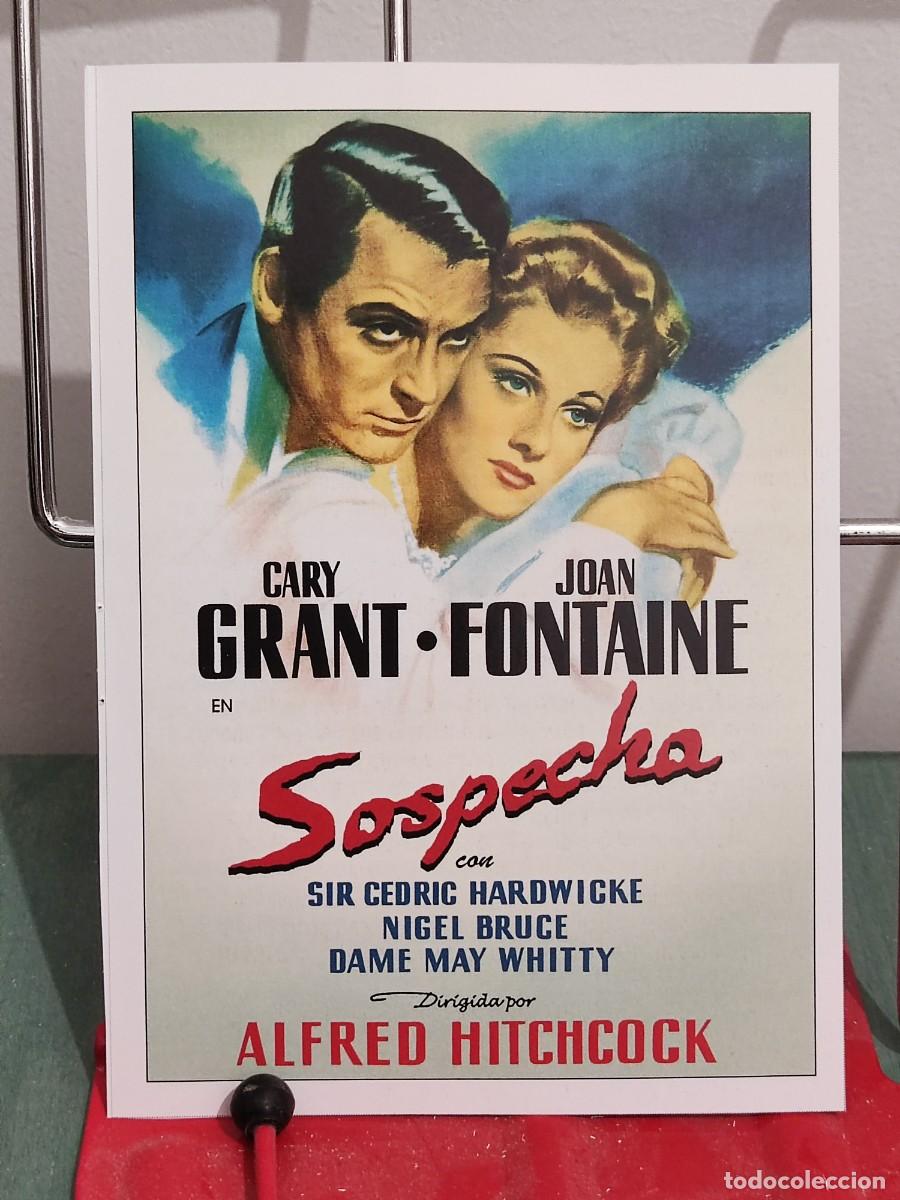 CARY JOAN
GRANT • FONTAINE
EN
Sospecha
con
SIR CEDRIC HARDWICKE
NIGEL BRUCE
DAME MAY WHITTY
Dirigida por
ALFRED HITCHCOCK
todocoleccion